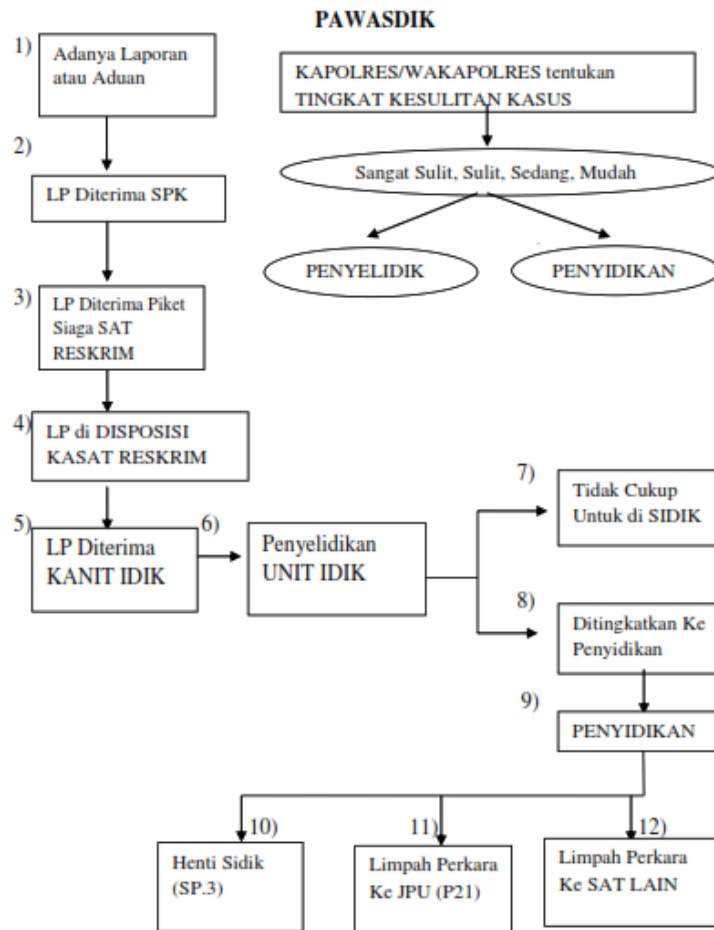 PAWASDIK
1)
Adanya Laporan
atau Aduan
KAPOLRES/WAKAPOLRES tentukan
TINGKAT KESULITAN KASUS
2)
LP Diterima SPK
Sangat Sulit, Sulit, Sedang, Mudah
PENYELIDIK
PENYIDIKAN
3)
LP Diterima Piket
Siaga SAT
RESKRIM
4)
LP di DISPOSISI
KASAT RESKRIM
5)
LP Diterima
KANIT IDIK
6)
Penyelidikan
UNIT IDIK
7)
Tidak Cukup
Untuk di SIDIK
8)
Ditingkatkan Ke
Penyidikan
9)
PENYIDIKAN
10)
Henti Sidik
(SP.3)
11)
Limpah Perkara
Ke JPU (P21)
12)
Limpah Perkara
Ke SAT LAIN